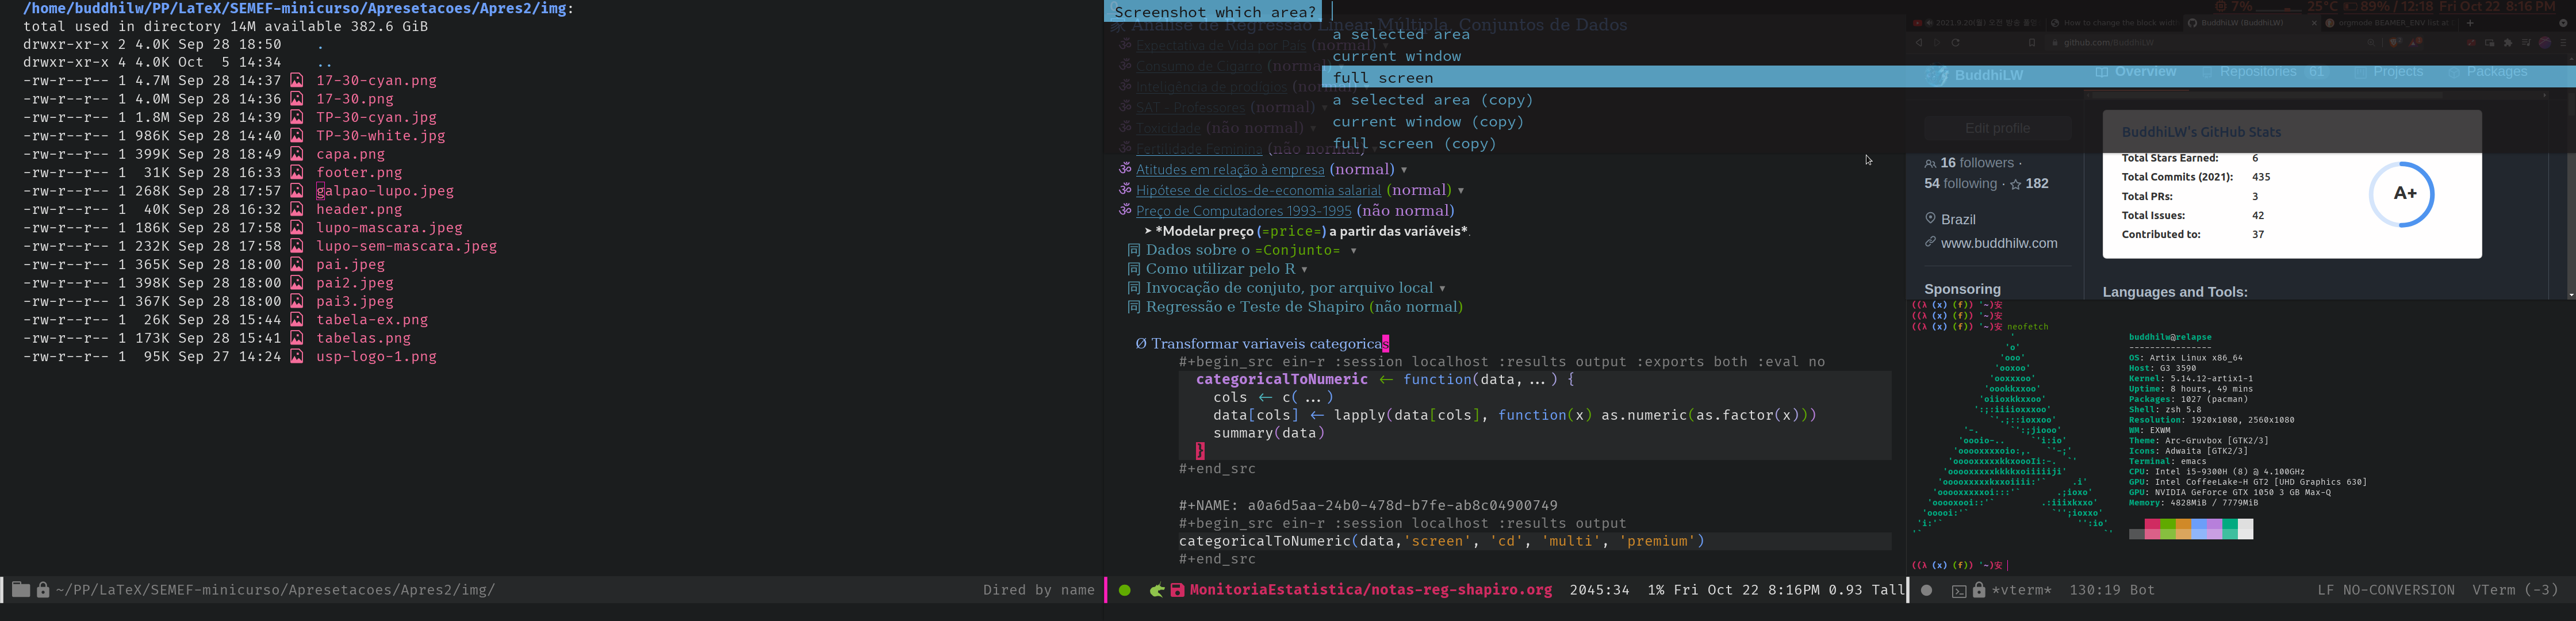 /home/buddhilw/PP/LaTeX/SEMEF-minicurso/Apresetacoes/Apres2/img:
total used in directory 14M available 382.6 GiB
drwxr-xr-x 2 4.0K Sep 28 18:50 .
drwxr-xr-x 4 4.0K Oct  5 14:34 ..
-rw-r--r-- 1 4.7M Sep 28 14:37 17-30-cyan.png
-rw-r--r-- 1 4.0M Sep 28 14:36 17-30.png
-rw-r--r-- 1 1.8M Sep 28 14:39 TP-30-cyan.jpg
-rw-r--r-- 1 986K Sep 28 14:40 TP-30-white.jpg
-rw-r--r-- 1 399K Sep 28 18:49 capa.png
-rw-r--r-- 1  31K Sep 28 16:33 footer.png
-rw-r--r-- 1 268K Sep 28 17:57 galpao-lupo.jpeg
-rw-r--r-- 1  40K Sep 28 16:32 header.png
-rw-r--r-- 1 186K Sep 28 17:58 lupo-mascara.jpeg
-rw-r--r-- 1 232K Sep 28 17:58 lupo-sem-mascara.jpeg
-rw-r--r-- 1 365K Sep 28 18:00 pai.jpeg
-rw-r--r-- 1 398K Sep 28 18:00 pai2.jpeg
-rw-r--r-- 1 367K Sep 28 18:00 pai3.jpeg
-rw-r--r-- 1  26K Sep 28 15:44 tabela-ex.png
-rw-r--r-- 1 173K Sep 28 15:41 tabelas.png
-rw-r--r-- 1  95K Sep 27 14:24 usp-logo-1.png
~/PP/LaTeX/SEMEF-minicurso/Apresetacoes/Apres2/img/ Dired by name
Screenshot which area?
a selected area
current window
full screen
a selected area (copy)
current window (copy)
full screen (copy)
Análise de Regressão Linear Múltipla, Conjuntos de Dados
ॐ Expectativa de Vida por País (normal) ▾
ॐ Consumo de Cigarro (normal)
ॐ Inteligência de prodígios (normal)
ॐ SAT - Professores (normal) ▾
ॐ Toxicidade (não normal) ▾
ॐ Fertilidade Feminina (não normal)
ॐ Atitudes em relação à empresa (normal) ▾
ॐ Hipótese de ciclos-de-economia salarial (normal) ▾
ॐ Preço de Computadores 1993-1995 (não normal)
➤ *Modelar preço (=price=) a partir das variáveis*.
同 Dados sobre o =Conjunto= ▾
同 Como utilizar pelo R ▾
同 Invocação de conjuto, por arquivo local ▾
同 Regressão e Teste de Shapiro (não normal)
Ø Transformar variaveis categoricas
#+begin_src ein-r :session localhost :results output :exports both :eval no
categoricalToNumeric ← function(data, ...) {
cols ← c( ...)
data[cols] ← lapply(data[cols], function(x) as.numeric(as.factor(x)))
summary(data)
}
#+end_src
#+NAME: a0a6d5aa-24b0-478d-b7fe-ab8c04900749
#+begin_src ein-r :session localhost :results output
categoricalToNumeric(data,'screen', 'cd', 'multi', 'premium')
#+end_src
MonitoriaEstatistica/notas-reg-shapiro.org 2045:34 1% Fri Oct 22 8:16PM 0.93 Tall
7% 25°C 89% / 12:18 Fri Oct 22 8:16 PM
How to change the block widt
BuddhiLW (BuddhiLW)
orgmode BEAMER_ENV list at
github.com/BuddhiLW
BuddhiLW Overview Repositories 61 Projects Packages
Edit profile
16 followers ·
54 following · ☆ 182
Brazil
www.buddhilw.com
Sponsoring
BuddhiLW's GitHub Stats
Total Stars Earned: 6
Total Commits (2021): 435
Total PRs: 3
Total Issues: 42
Contributed to: 37
A+
Languages and Tools:
((λ (x) (f)) '~)安
((λ (x) (f)) '~)安
((λ (x) (f)) '~)安 neofetch
buddhilw@relapse
----------------
OS: Artix Linux x86_64
Host: G3 3590
Kernel: 5.14.12-artix1-1
Uptime: 8 hours, 49 mins
Packages: 1027 (pacman)
Shell: zsh 5.8
Resolution: 1920x1080, 2560x1080
WM: EXWM
Theme: Arc-Gruvbox [GTK2/3]
Icons: Adwaita [GTK2/3]
Terminal: emacs
CPU: Intel i5-9300H (8) @ 4.100GHz
GPU: Intel CoffeeLake-H GT2 [UHD Graphics 630]
GPU: NVIDIA GeForce GTX 1050 3 GB Max-Q
Memory: 4828MiB / 7779MiB
((λ (x) (f)) '~)安
*vterm* 130:19 Bot LF NO-CONVERSION VTerm (-3)